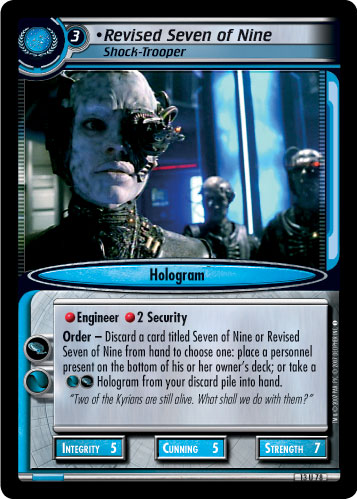 3
•Revised Seven of Nine
Shock-Trooper
Hologram
Engineer 2 Security
Order – Discard a card titled Seven of Nine or Revised
Seven of Nine from hand to choose one: place a personnel
present on the bottom of his or her owner's deck; or take a
Hologram from your discard pile into hand.
"Two of the Kyrians are still alive. What shall we do with them?"
Integrity 5 Cunning 5 Strength 7